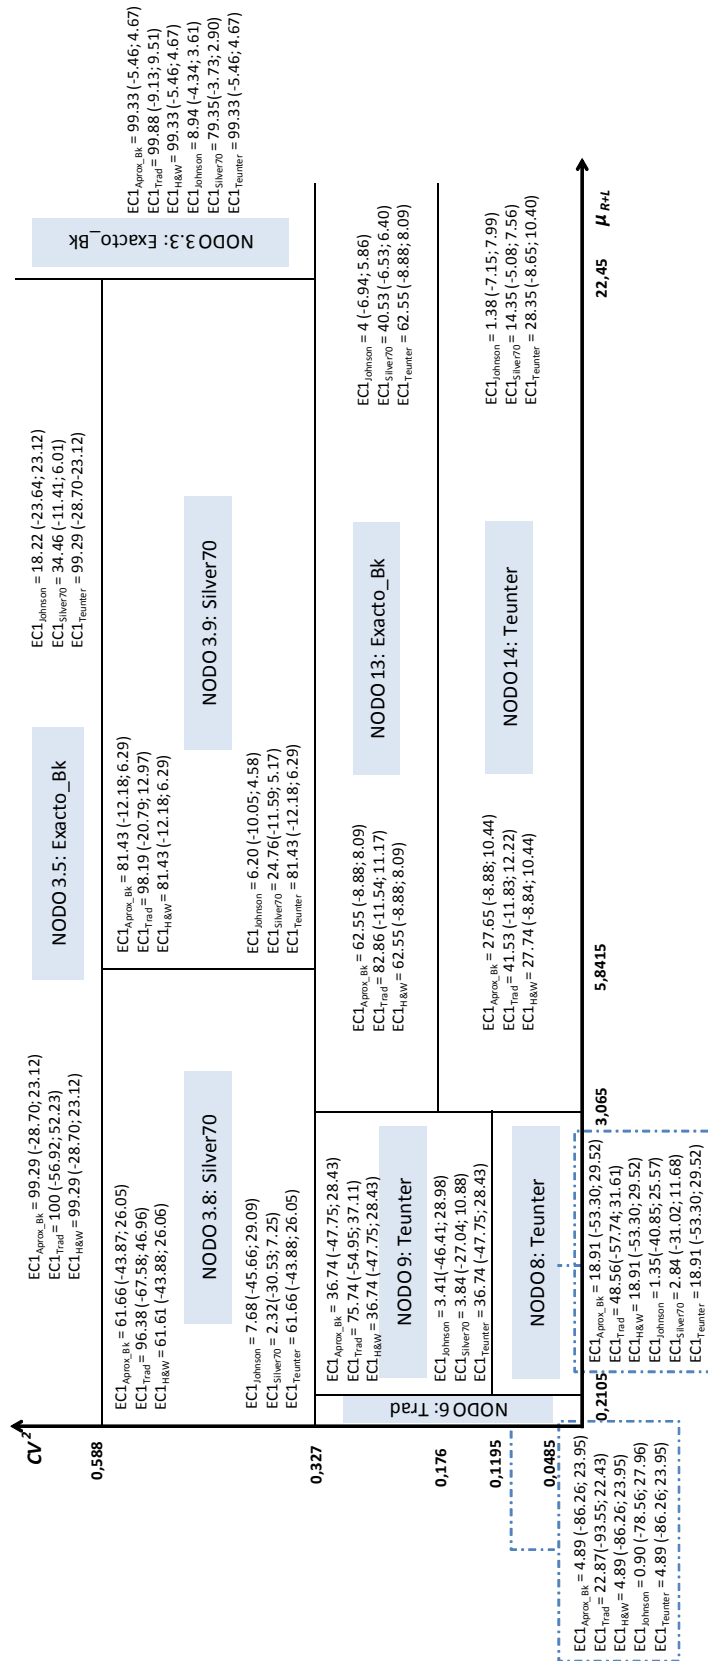 CV²
0,588
0,327
0,176
0,1195
0,0485
0,2105
3,065
5,8415
22,45
μ R+L
EC1Aprox_Bk = 99.29 (-28.70; 23.12)
EC1Trad = 100 (-56.92; 52.23)
EC1H&W = 99.29 (-28.70; 23.12)
NODO 3.5: Exacto_Bk
EC1Johnson = 18.22 (-23.64; 23.12)
EC1Silver70 = 34.46 (-11.41; 6.01)
EC1Teunter = 99.29 (-28.70-23.12)
EC1Aprox_Bk = 61.66 (-43.87; 26.05)
EC1Trad = 96.38 (-67.58; 46.96)
EC1H&W = 61.61 (-43.88; 26.06)
NODO 3.8: Silver70
EC1Johnson = 7.68 (-45.66; 29.09)
EC1Silver70 = 2.32(-30.53; 7.25)
EC1Teunter = 61.66 (-43.88; 26.05)
EC1Aprox_Bk = 81.43 (-12.18; 6.29)
EC1Trad = 98.19 (-20.79; 12.97)
EC1H&W = 81.43 (-12.18; 6.29)
NODO 3.9: Silver70
EC1Johnson = 6.20 (-10.05; 4.58)
EC1Silver70 = 24.76(-11.59; 5.17)
EC1Teunter = 81.43 (-12.18; 6.29)
NODO 3.3: Exacto_Bk
EC1Aprox_Bk = 99.33 (-5.46; 4.67)
EC1Trad = 99.88 (-9.13; 9.51)
EC1H&W = 99.33 (-5.46; 4.67)
EC1Johnson = 8.94 (-4.34; 3.61)
EC1Silver70 = 79.35(-3.73; 2.90)
EC1Teunter = 99.33 (-5.46; 4.67)
NODO 6: Trad
EC1Aprox_Bk = 36.74 (-47.75; 28.43)
EC1Trad = 75.74 (-54.95; 37.11)
EC1H&W = 36.74 (-47.75; 28.43)
NODO 9: Teunter
EC1Johnson = 3.41(-46.41; 28.98)
EC1Silver70 = 3.84(-27.04; 10.88)
EC1Teunter = 36.74 (-47.75; 28.43)
EC1Aprox_Bk = 62.55 (-8.88; 8.09)
EC1Trad = 82.86 (-11.54; 11.17)
EC1H&W = 62.55 (-8.88; 8.09)
NODO 13: Exacto_Bk
EC1Johnson = 4 (-6.94; 5.86)
EC1Silver70 = 40.53 (-6.53; 6.40)
EC1Teunter = 62.55 (-8.88; 8.09)
NODO 8: Teunter
EC1Aprox_Bk = 27.65 (-8.88; 10.44)
EC1Trad = 41.53 (-11.83; 12.22)
EC1H&W = 27.74 (-8.84; 10.44)
NODO 14: Teunter
EC1Johnson = 1.38 (-7.15; 7.99)
EC1Silver70 = 14.35 (-5.08; 7.56)
EC1Teunter = 28.35 (-8.65; 10.40)
EC1Aprox_Bk = 4.89 (-86.26; 23.95)
EC1Trad = 22.87(-93.55; 22.43)
EC1H&W = 4.89 (-86.26; 23.95)
EC1Johnson = 0.90 (-78.56; 27.96)
EC1Teunter = 4.89 (-86.26; 23.95)
EC1Aprox_Bk = 18.91 (-53.30; 29.52)
EC1Trad = 48.56(-57.74; 31.61)
EC1H&W = 18.91 (-53.30; 29.52)
EC1Johnson = 1.35(-40.85; 25.57)
EC1Silver70 = 2.84 (-31.02; 11.68)
EC1Teunter = 18.91 (-53.30; 29.52)